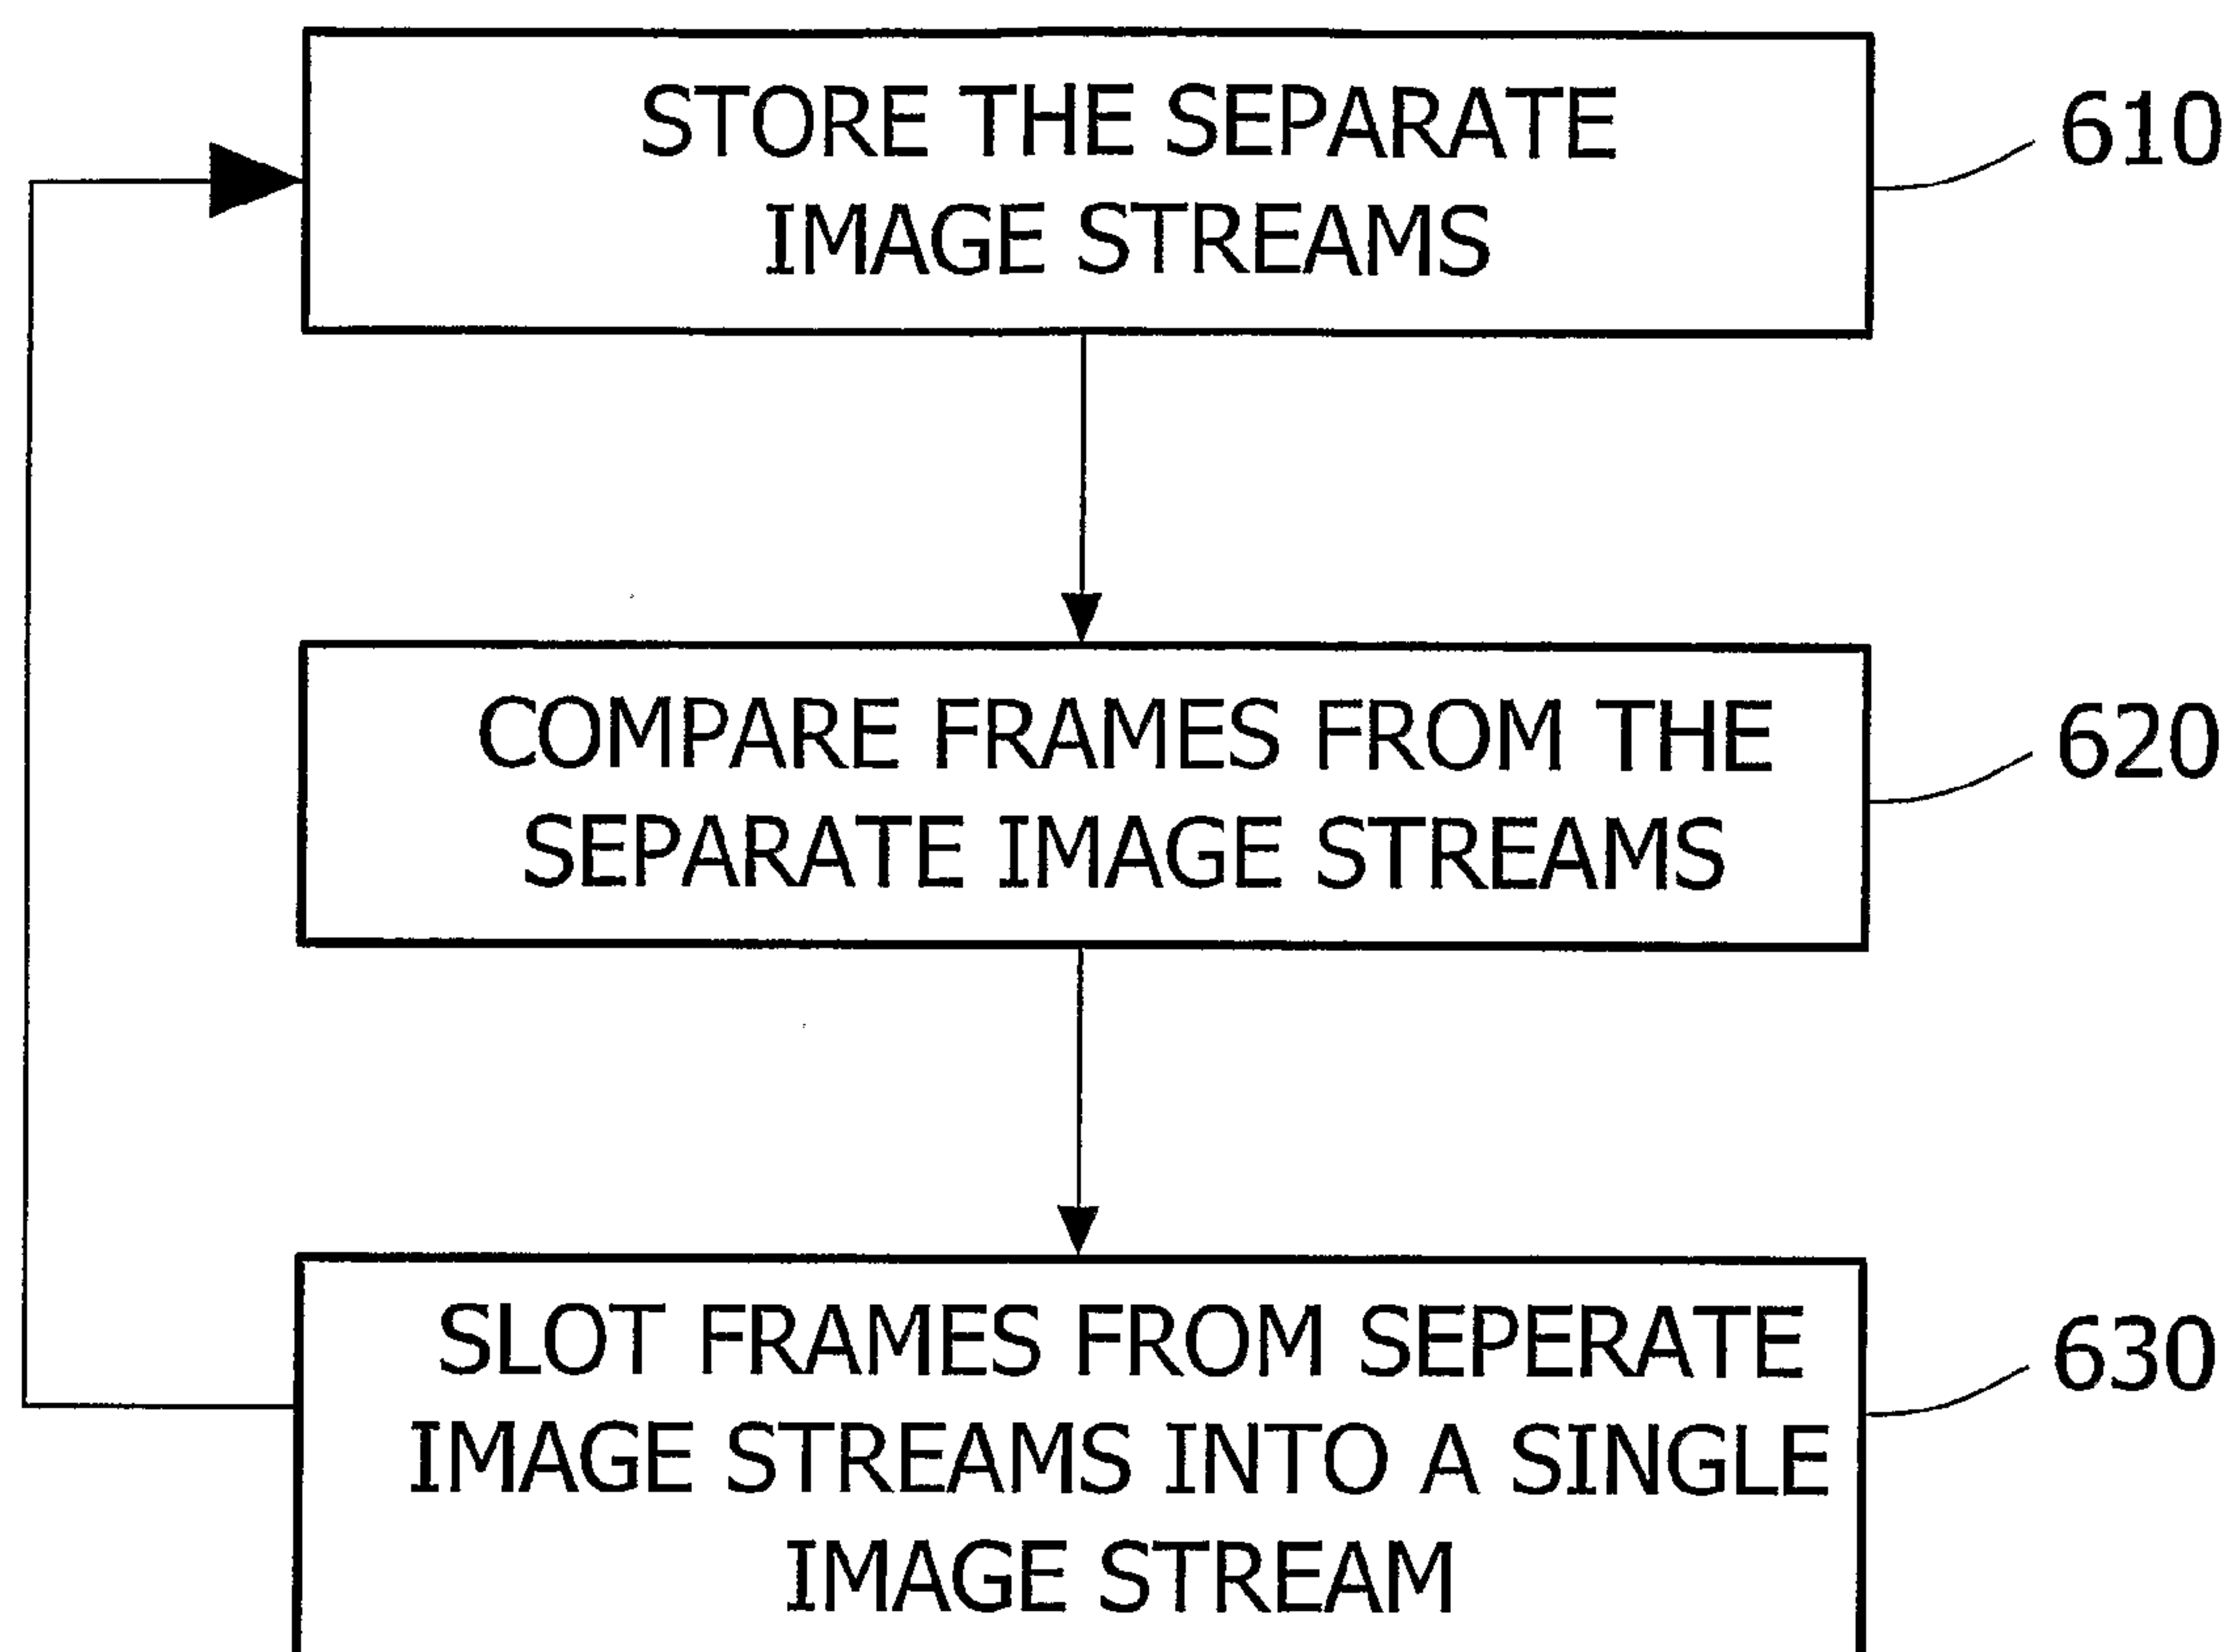 STORE THE SEPARATE
IMAGE STREAMS
610
COMPARE FRAMES FROM THE
SEPARATE IMAGE STREAMS
620
SLOT FRAMES FROM SEPERATE
IMAGE STREAMS INTO A SINGLE
IMAGE STREAM
630